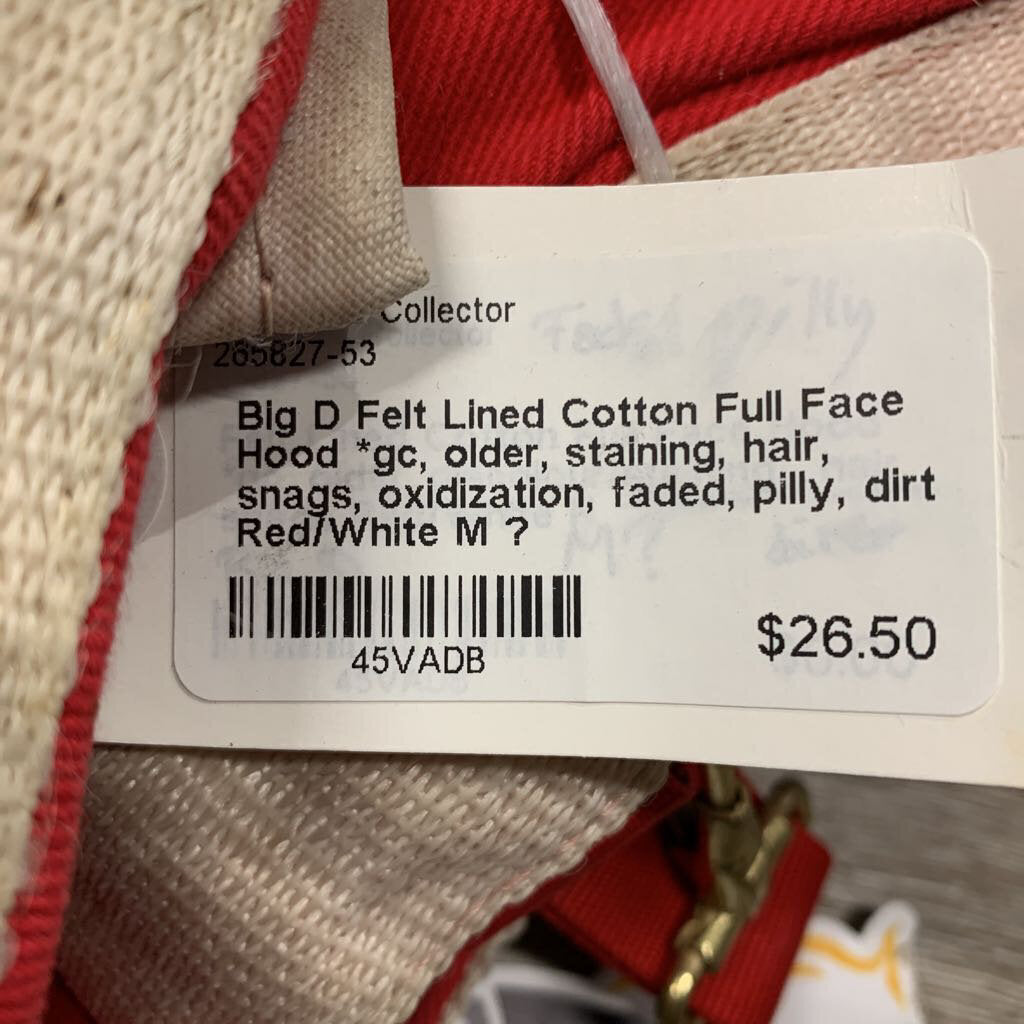 Collector
265827-53
Big D Felt Lined Cotton Full Face
Hood *gc, older, staining, hair,
snags, oxidization, faded, pilly, dirt
Red/White M ?
45VADB
$26.50